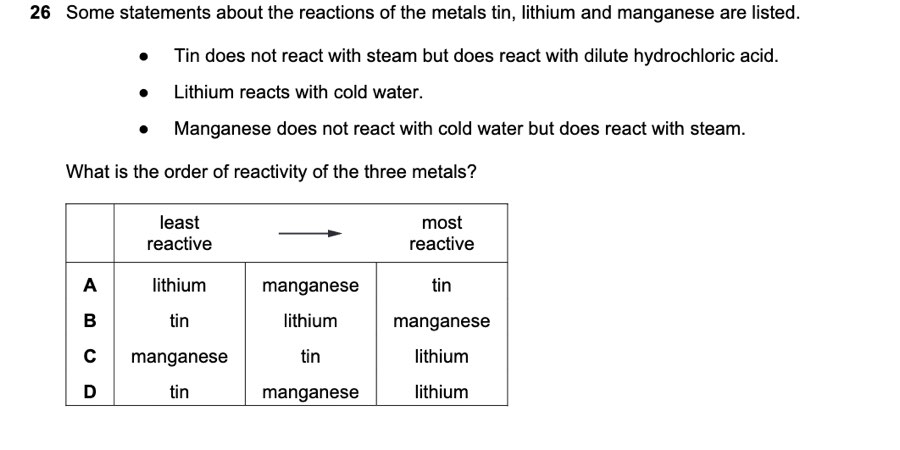 26 Some statements about the reactions of the metals tin, lithium and manganese are listed.
● Tin does not react with steam but does react with dilute hydrochloric acid.
● Lithium reacts with cold water.
● Manganese does not react with cold water but does react with steam.
What is the order of reactivity of the three metals?
least reactive → most reactive
A lithium manganese tin
B tin lithium manganese
C manganese tin lithium
D tin manganese lithium